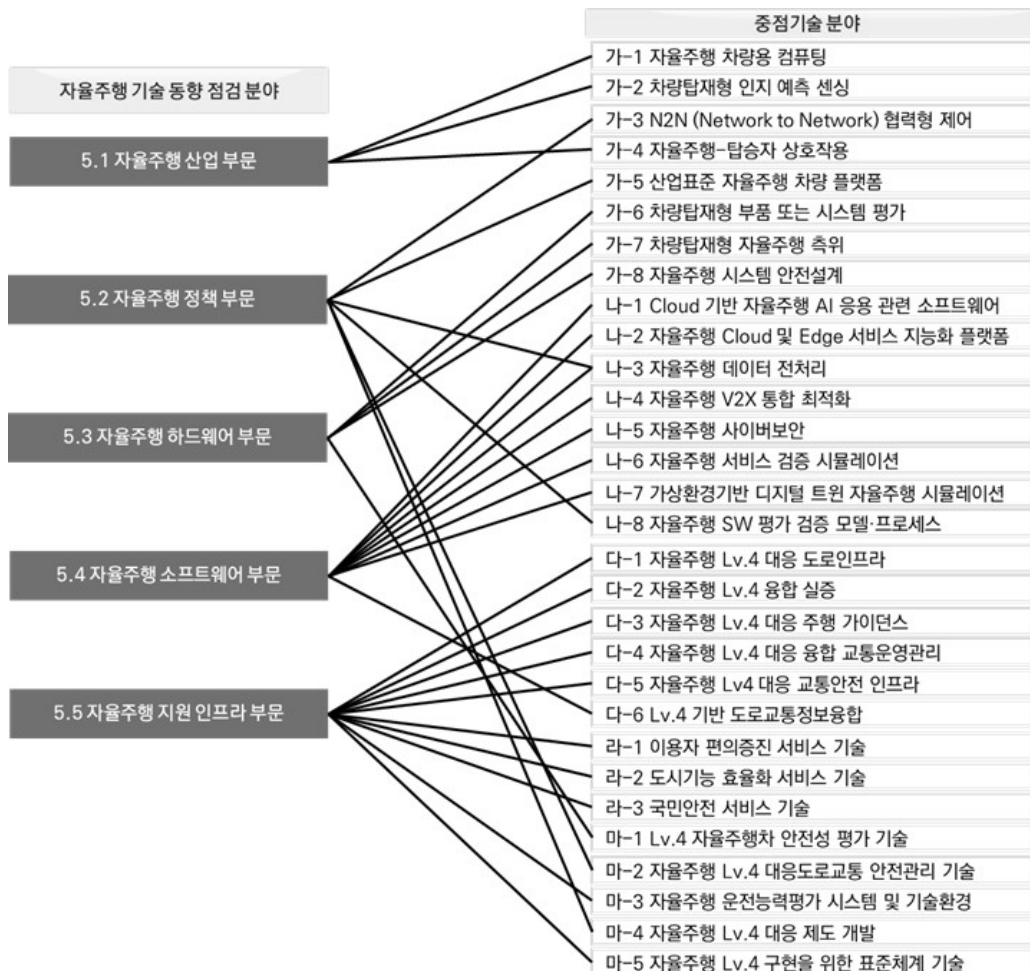 자율주행 기술 동향 점검 분야
5.1 자율주행 산업 부문
5.2 자율주행 정책 부문
5.3 자율주행 하드웨어 부문
5.4 자율주행 소프트웨어 부문
5.5 자율주행 지원 인프라 부문
중점기술 분야
가-1 자율주행 차량용 컴퓨팅
가-2 차량탑재형 인지 예측 센싱
가-3 N2N (Network to Network) 협력형 제어
가-4 자율주행-탑승자 상호작용
가-5 산업표준 자율주행 차량 플랫폼
가-6 차량탑재형 부품 또는 시스템 평가
가-7 차량탑재형 자율주행 측위
가-8 자율주행 시스템 안전설계
나-1 Cloud 기반 자율주행 AI 응용 관련 소프트웨어
나-2 자율주행 Cloud 및 Edge 서비스 지능화 플랫폼
나-3 자율주행 데이터 전처리
나-4 자율주행 V2X 통합 최적화
나-5 자율주행 사이버보안
나-6 자율주행 서비스 검증 시뮬레이션
나-7 가상환경기반 디지털 트윈 자율주행 시뮬레이션
나-8 자율주행 SW 평가 검증 모델·프로세스
다-1 자율주행 Lv.4 대응 도로인프라
다-2 자율주행 Lv.4 융합 실증
다-3 자율주행 Lv.4 대응 주행 가이던스
다-4 자율주행 Lv.4 대응 융합 교통운영관리
다-5 자율주행 Lv4 대응 교통안전 인프라
다-6 Lv.4 기반 도로교통정보융합
라-1 이용자 편의증진 서비스 기술
라-2 도시기능 효율화 서비스 기술
라-3 국민안전 서비스 기술
마-1 Lv.4 자율주행차 안전성 평가 기술
마-2 자율주행 Lv.4 대응도로교통 안전관리 기술
마-3 자율주행 운전능력평가 시스템 및 기술환경
마-4 자율주행 Lv.4 대응 제도 개발
마-5 자율주행 Lv.4 구현을 위한 표준체계 기술